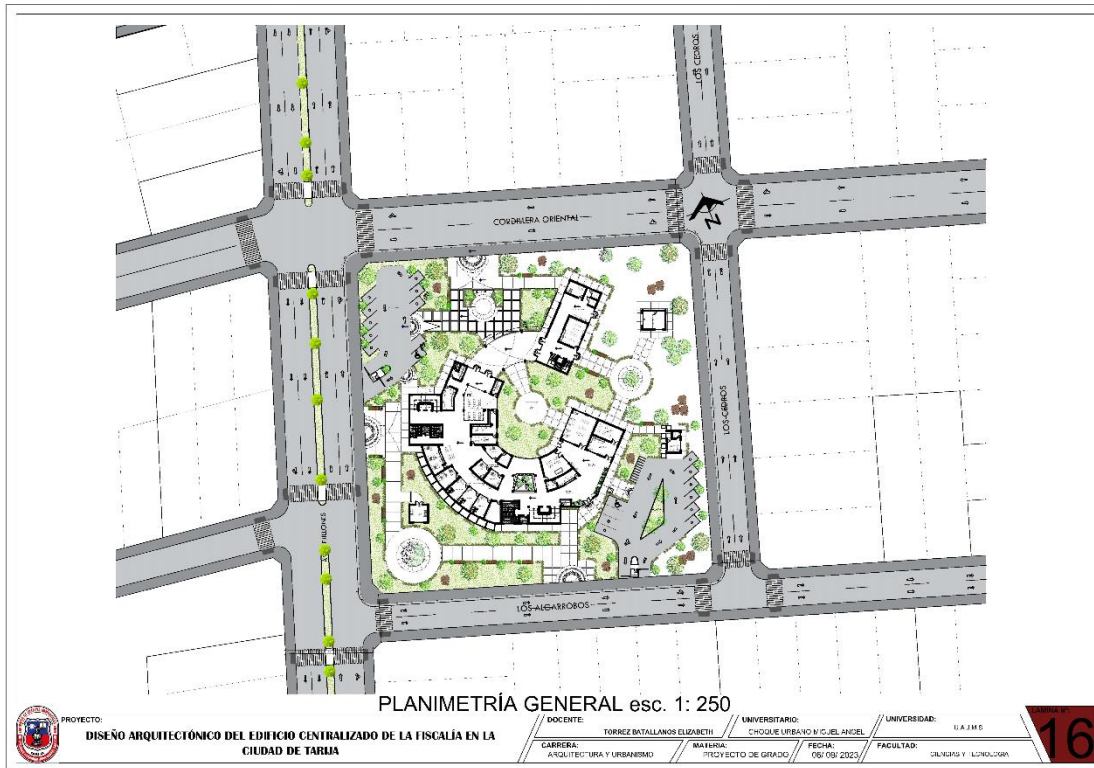 LOS CEDROS
CORDILLERA ORIENTAL
N
LOS CEDROS
LOS ALGARROBOS
PLANIMETRÍA GENERAL esc. 1: 250
PROYECTO:
DISEÑO ARQUITECTÓNICO DEL EDIFICIO CENTRALIZADO DE LA FISCALÍA EN LA
CIUDAD DE TARIJA
DOCENTE:
TORREZ BATALLANOS ELIZABETH
UNIVERSITARIO:
CHOQUE URBANO MIGUEL ANGEL
UNIVERSIDAD:
U A J M S
CARRERA:
ARQUITECTURA Y URBANISMO
MATERIA:
PROYECTO DE GRADO
FECHA:
06/09/2023
FACULTAD:
CIENCIAS Y TECNOLOGIA
LAMINA Nº:
16